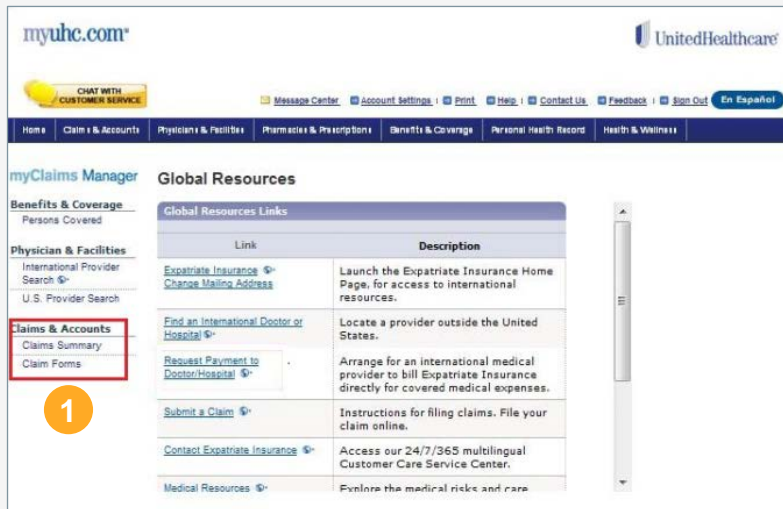 myuhc.com®
UnitedHealthcare®
CHAT WITH
CUSTOMER SERVICE
Message Center Account Settings Print Help Contact Us Feedback Sign Out En Español
Home Claims & Accounts Physicians & Facilities Pharmacies & Prescriptions Benefits & Coverage Personal Health Record Health & Wellness
myClaims Manager
Benefits & Coverage
Persons Covered
Physician & Facilities
International Provider
Search
U.S. Provider Search
Claims & Accounts
Claims Summary
Claim Forms
1
Global Resources
Global Resources Links
Link Description
Expatriate Insurance
Change Mailing Address
Launch the Expatriate Insurance Home
Page, for access to international
resources.
Find an International Doctor or
Hospital
Locate a provider outside the United
States.
Request Payment to
Doctor/Hospital
Arrange for an international medical
provider to bill Expatriate Insurance
directly for covered medical expenses.
Submit a Claim
Instructions for filing claims. File your
claim online.
Contact Expatriate Insurance
Access our 24/7/365 multilingual
Customer Care Service Center.
Medical Resources
Explore the medical risks and care